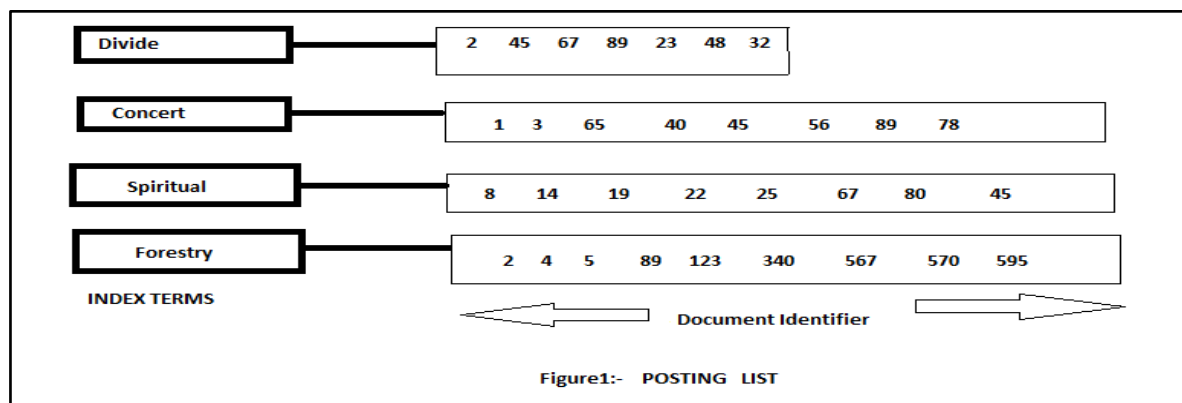 Divide 2 45 67 89 23 48 32
Concert 1 3 65 40 45 56 89 78
Spiritual 8 14 19 22 25 67 80 45
Forestry 2 4 5 89 123 340 567 570 595
INDEX TERMS
Document Identifier
Figure1:- POSTING LIST